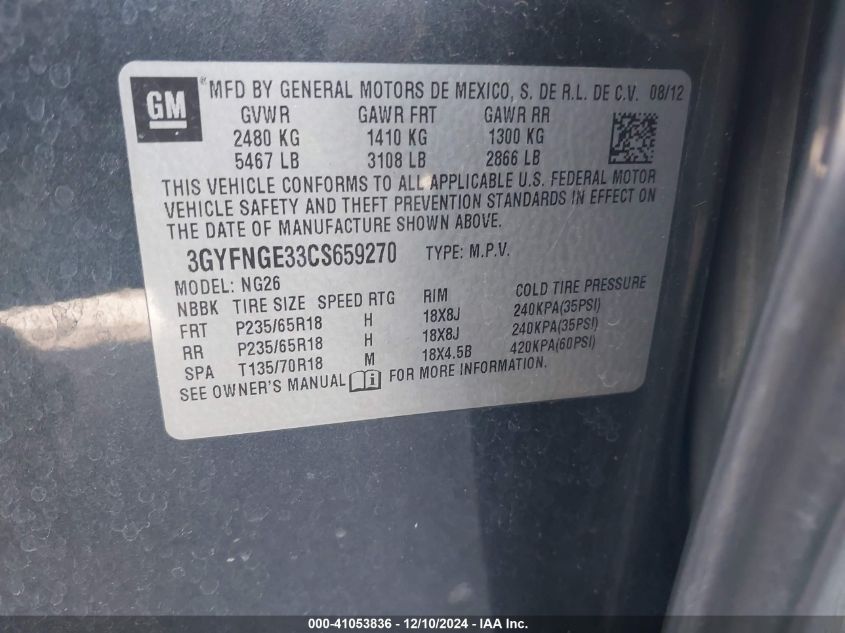 GM ® MFD BY GENERAL MOTORS DE MEXICO, S. DE R.L. DE C.V. 08/12
GVWR GAWR FRT GAWR RR
2480 KG 1410 KG 1300 KG
5467 LB 3108 LB 2866 LB
THIS VEHICLE CONFORMS TO ALL APPLICABLE U.S. FEDERAL MOTOR
VEHICLE SAFETY AND THEFT PREVENTION STANDARDS IN EFFECT ON
THE DATE OF MANUFACTURE SHOWN ABOVE.
3GYFNGE33CS659270 TYPE: M.P.V.
MODEL: NG26
NBBK TIRE SIZE SPEED RTG RIM COLD TIRE PRESSURE
FRT P235/65R18 H 18X8J 240KPA(35PSI)
RR P235/65R18 H 18X8J 240KPA(35PSI)
SPA T135/70R18 M 18X4.5B 420KPA(60PSI)
SEE OWNER'S MANUAL i FOR MORE INFORMATION.
000-41053836 - 12/10/2024 - IAA Inc.